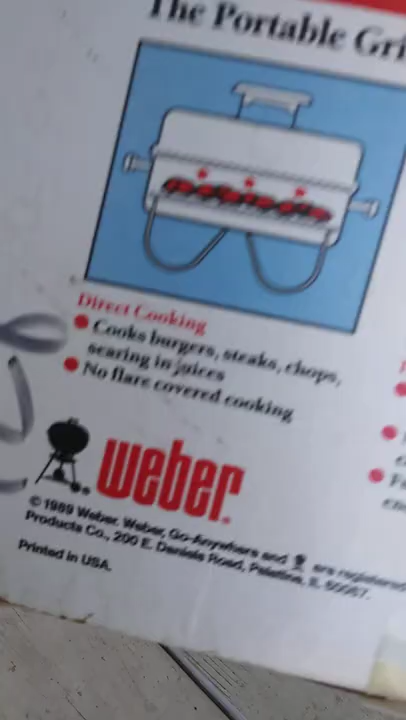 The Portable Gri
Direct Cooking
Cooks burgers, steaks, chops,
searing in juices
No flare covered cooking
weber
© 1989 Weber. Weber, Go-Anywhere and are registered
Products Co., 200 E. Daniels Road, Palatine, IL 60067.
Printed in USA.